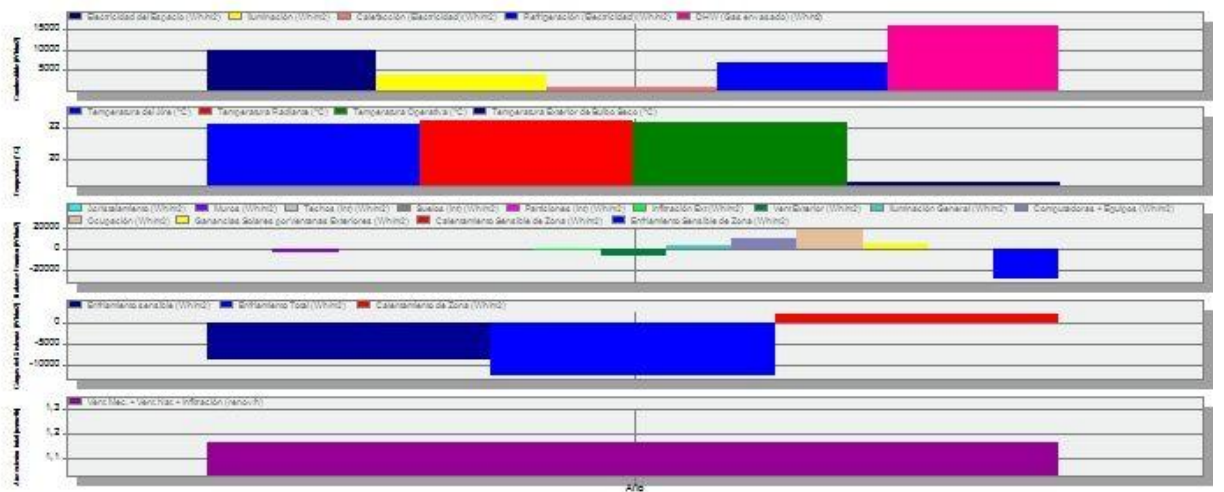 Electricidad del Espacio (Wh/m2) Iluminación (Wh/m2) Calefacción (Electricidad) (Wh/m2) Refrigeración (Electricidad) (Wh/m2) DHW (Gas envasado) (Wh/m2)
15000
10000
5000
Temperatura del Aire (°C) Temperatura Radiante (°C) Temperatura Operativa (°C) Temperatura Exterior de Bulbo Seco (°C)
22
20
Acristalamiento (Wh/m2) Muros (Wh/m2) Techos (Int) (Wh/m2) Suelos (Int) (Wh/m2) Particiones (Int) (Wh/m2) Infiltración Ext (Wh/m2) Vent Exterior (Wh/m2) Iluminación General (Wh/m2) Computadoras + Equipos (Wh/m2)
Ocupación (Wh/m2) Ganancias Solares por Ventanas Exteriores (Wh/m2) Calentamiento Sensible de Zona (Wh/m2) Enfriamiento Sensible de Zona (Wh/m2)
20000
0
-20000
Enfriamiento sensible (Wh/m2) Enfriamiento Total (Wh/m2) Calentamiento de Zona (Wh/m2)
0
-5000
-10000
Vent Mec. + Vent Nat + Infiltración (renov/h)
1,3
1,2
1,1
Año